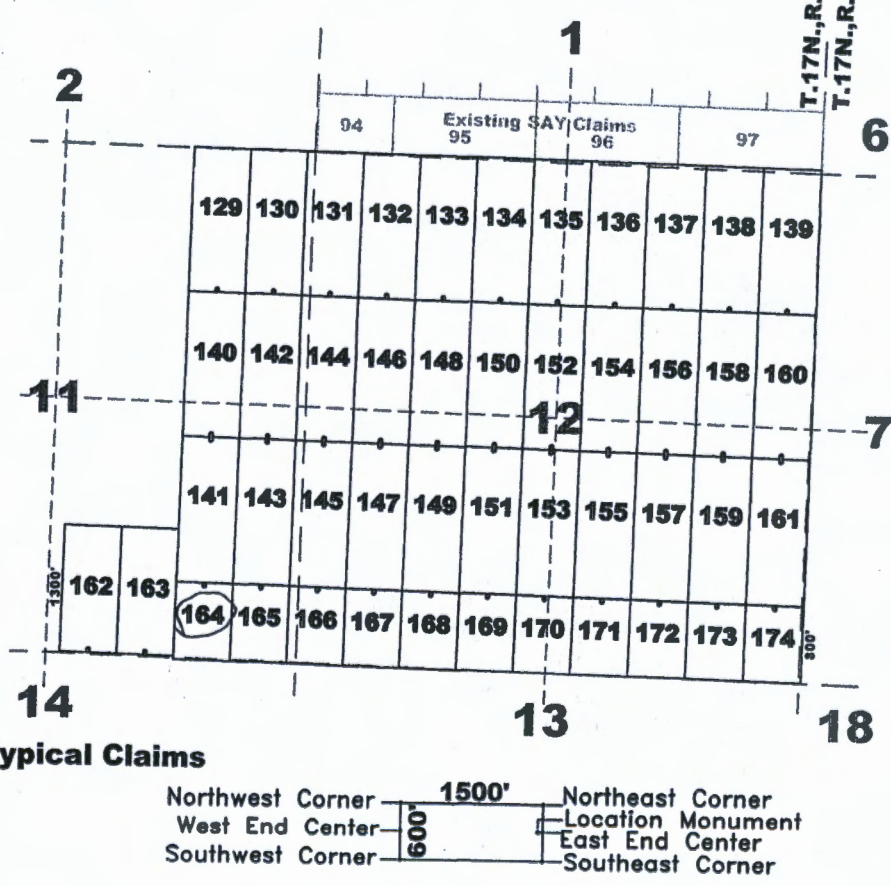 T.17N.,R.
T.17N.,R.
1
2
6
94
Existing SAY Claims
95
96
97
129 130 131 132 133 134 135 136 137 138 139
140 142 144 146 148 150 152 154 156 158 160
11
12
7
141 143 145 147 149 151 153 155 157 159 161
1300'
162 163
164 165 166 167 168 169 170 171 172 173 174
800'
14
13
18
ypical Claims
1500'
600'
Northwest Corner
West End Center
Southwest Corner
Northeast Corner
Location Monument
East End Center
Southeast Corner